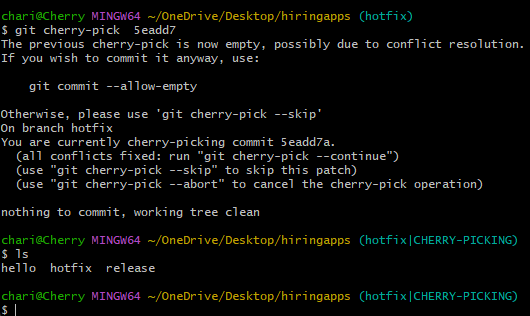 chari@Cherry MINGW64 ~/OneDrive/Desktop/hiringapps (hotfix)
$ git cherry-pick  5eadd7
The previous cherry-pick is now empty, possibly due to conflict resolution.
If you wish to commit it anyway, use:
    git commit --allow-empty
Otherwise, please use 'git cherry-pick --skip'
On branch hotfix
You are currently cherry-picking commit 5eadd7a.
  (all conflicts fixed: run "git cherry-pick --continue")
  (use "git cherry-pick --skip" to skip this patch)
  (use "git cherry-pick --abort" to cancel the cherry-pick operation)
nothing to commit, working tree clean
chari@Cherry MINGW64 ~/OneDrive/Desktop/hiringapps (hotfix|CHERRY-PICKING)
$ ls
hello  hotfix  release
chari@Cherry MINGW64 ~/OneDrive/Desktop/hiringapps (hotfix|CHERRY-PICKING)
$